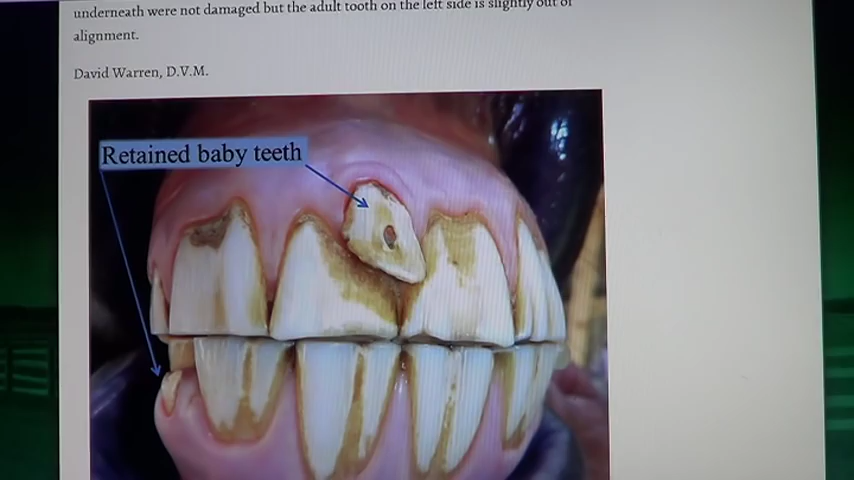 underneath were not damaged but the adult tooth on the left side is slightly out of
alignment.
David Warren, D.V.M.
Retained baby teeth